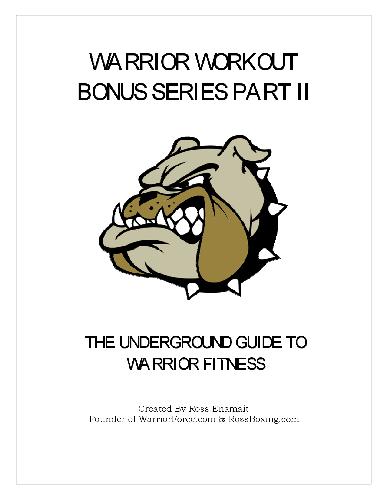 WARRIOR WORKOUT
BONUS SERIES PART II
THE UNDERGROUND GUIDE TO
WARRIOR FITNESS
Created By Ross Enamait
Founder of WarriorForce.com & RossBoxing.com